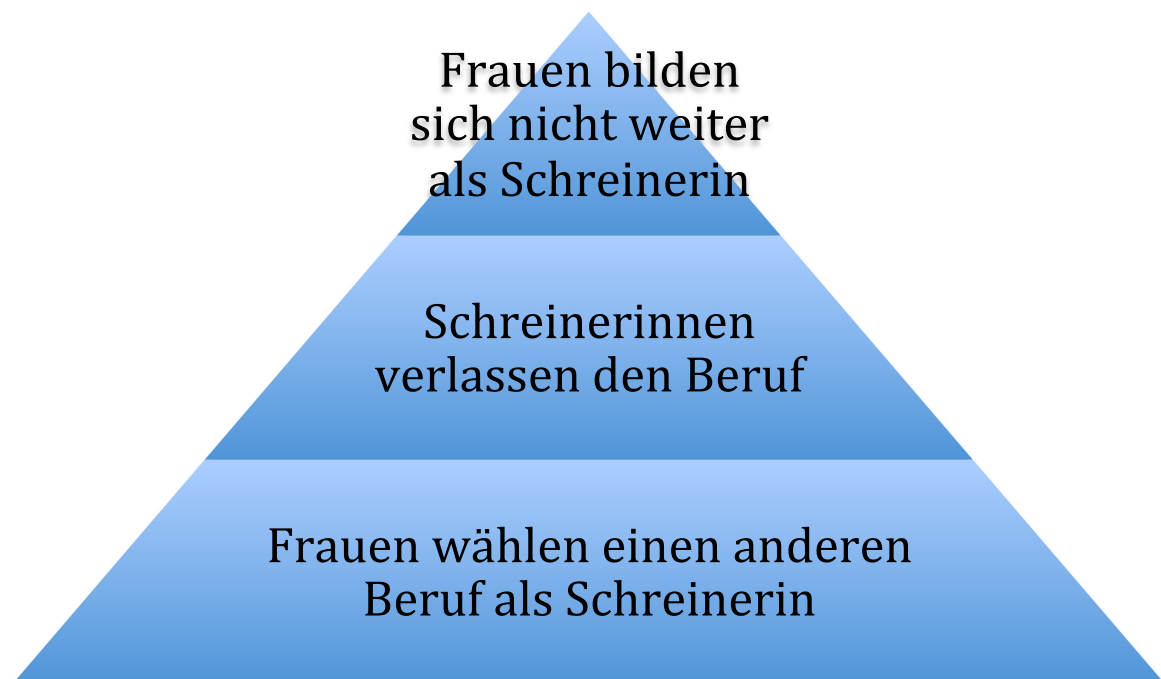 Frauen bilden
sich nicht weiter
als Schreinerin
Schreinerinnen
verlassen den Beruf
Frauen wählen einen anderen
Beruf als Schreinerin